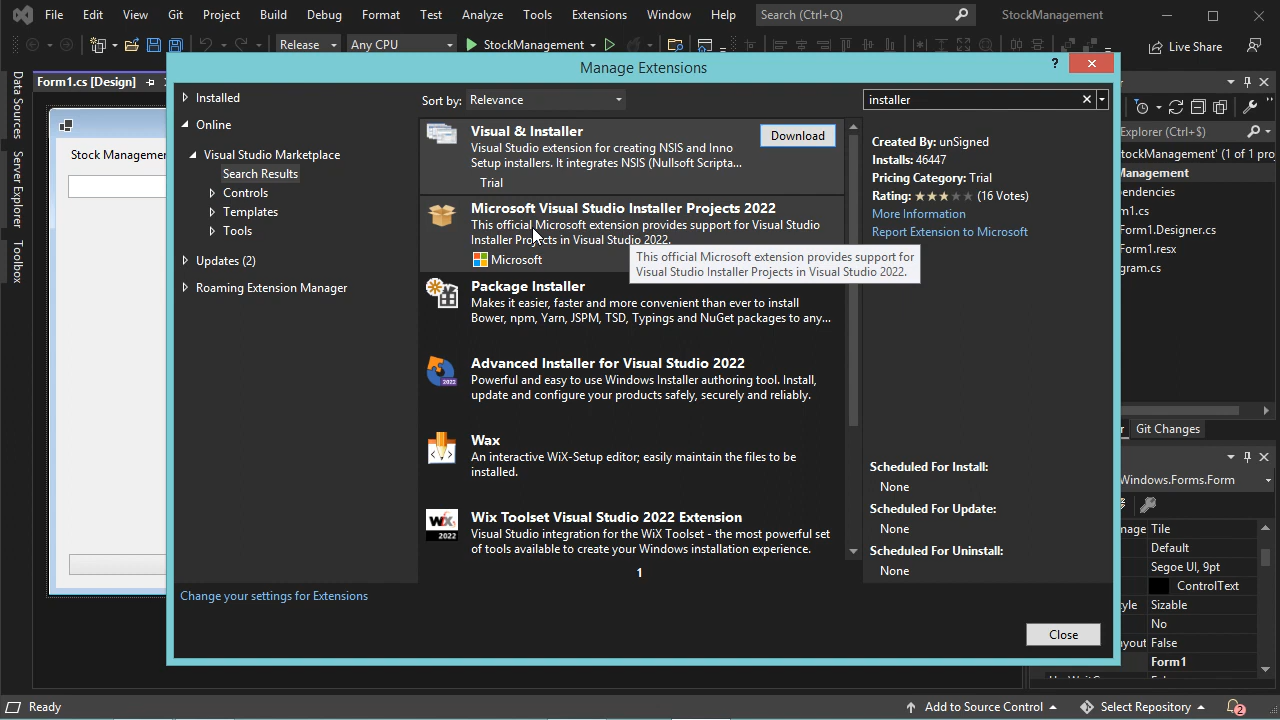 File Edit View Git Project Build Debug Format Test Analyze Tools Extensions Window Help Search (Ctrl+Q) StockManagement
Release Any CPU StockManagement Live Share
Manage Extensions ?
Form1.cs [Design]
Data Sources
Server Explorer
Toolbox
Stock Managemen
Installed
Online
Visual Studio Marketplace
Search Results
Controls
Templates
Tools
Updates (2)
Roaming Extension Manager
Change your settings for Extensions
Sort by: Relevance
installer
Visual & Installer
Download
Visual Studio extension for creating NSIS and Inno
Setup installers. It integrates NSIS (Nullsoft Scripta...
Trial
Microsoft Visual Studio Installer Projects 2022
This official Microsoft extension provides support for Visual Studio
Installer Projects in Visual Studio 2022.
Microsoft
This official Microsoft extension provides support for
Visual Studio Installer Projects in Visual Studio 2022.
Package Installer
Makes it easier, faster and more convenient than ever to install
Bower, npm, Yarn, JSPM, TSD, Typings and NuGet packages to any...
Advanced Installer for Visual Studio 2022
2022
Powerful and easy to use Windows Installer authoring tool. Install,
update and configure your products safely, securely and reliably.
Wax
An interactive WiX-Setup editor; easily maintain the files to be
installed.
Wix Toolset Visual Studio 2022 Extension
WiX
2022
Visual Studio integration for the WiX Toolset - the most powerful set
of tools available to create your Windows installation experience.
1
Created By: unSigned
Installs: 46447
Pricing Category: Trial
Rating: (16 Votes)
More Information
Report Extension to Microsoft
Scheduled For Install:
None
Scheduled For Update:
None
Scheduled For Uninstall:
None
Close
r
Explorer (Ctrl+$)
tockManagement' (1 of 1 pro
Management
endencies
m1.cs
Form1.Designer.cs
Form1.resx
gram.cs
r Git Changes
Windows.Forms.Form
mage Tile
Default
Segoe UI, 9pt
ControlText
tyle Sizable
No
ayout False
Form1
Ready
Add to Source Control
Select Repository
2